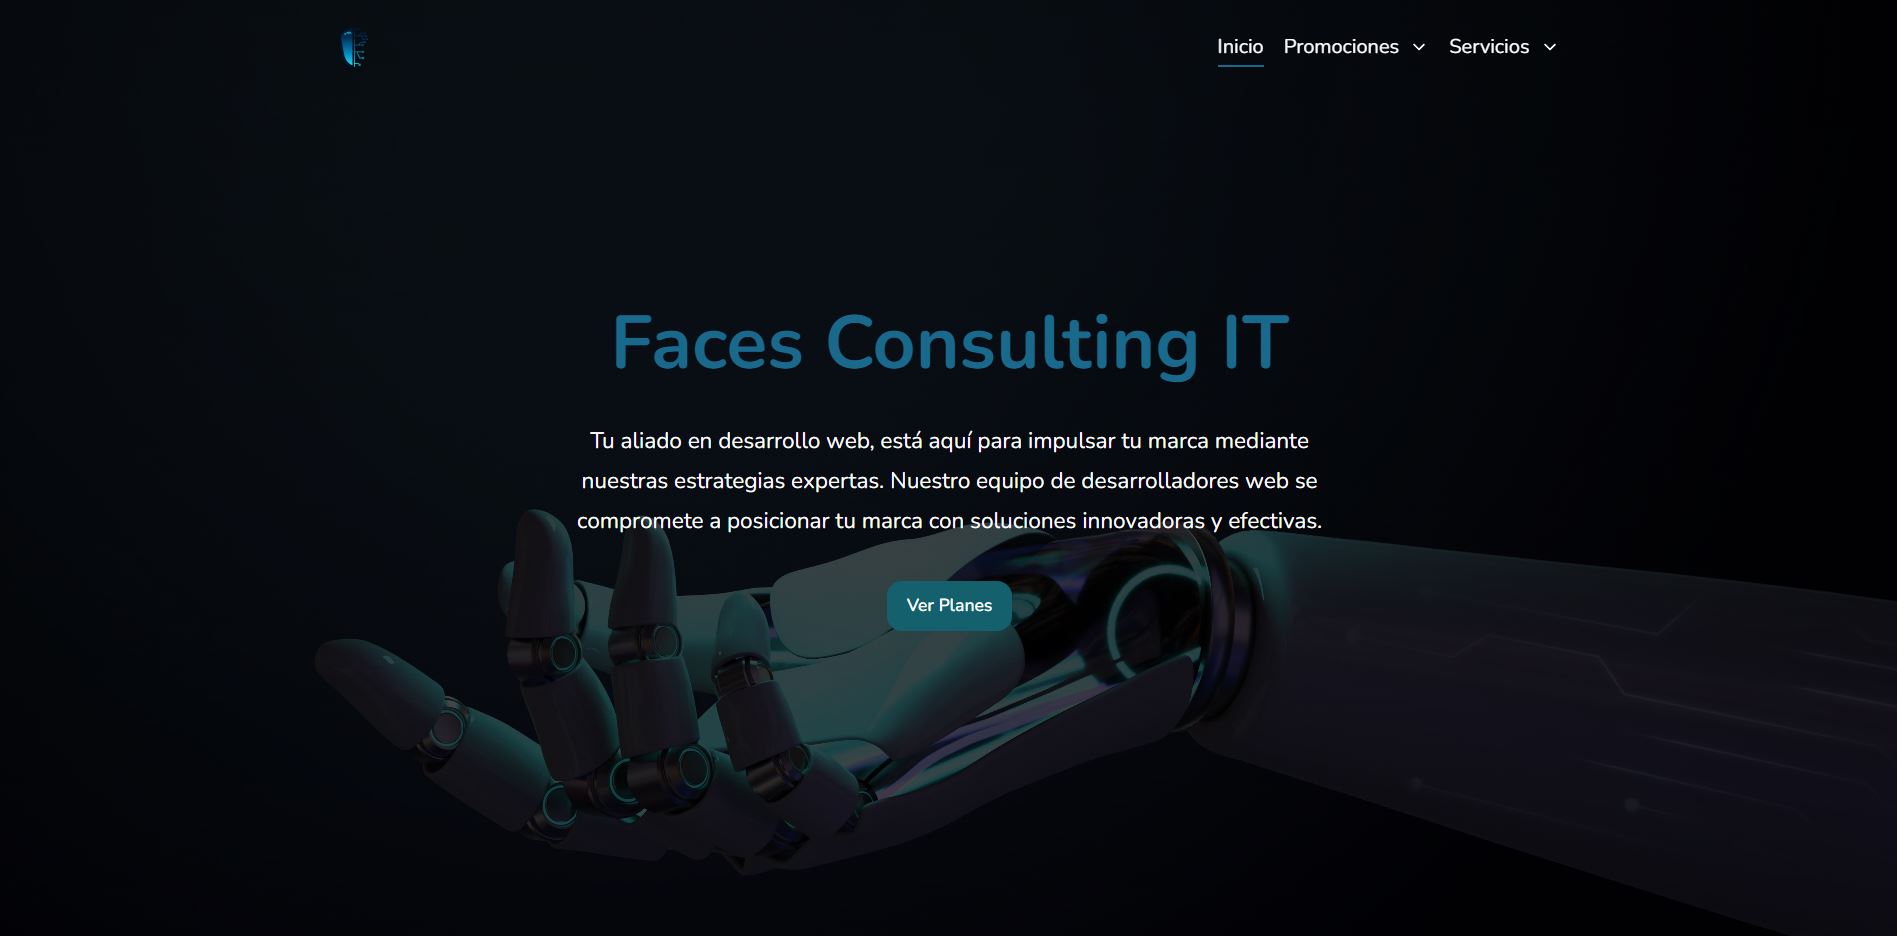 Inicio Promociones Servicios
Faces Consulting IT
Tu aliado en desarrollo web, está aquí para impulsar tu marca mediante
nuestras estrategias expertas. Nuestro equipo de desarrolladores web se
compromete a posicionar tu marca con soluciones innovadoras y efectivas.
Ver Planes